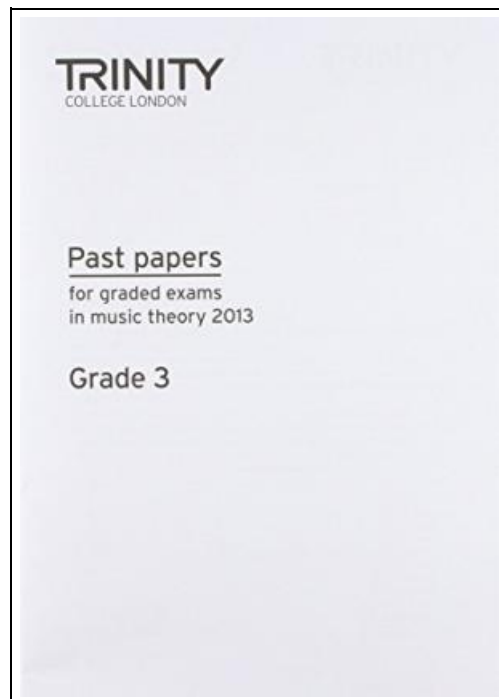 TRINITY
COLLEGE LONDON
Past papers
for graded exams
in music theory 2013
Grade 3